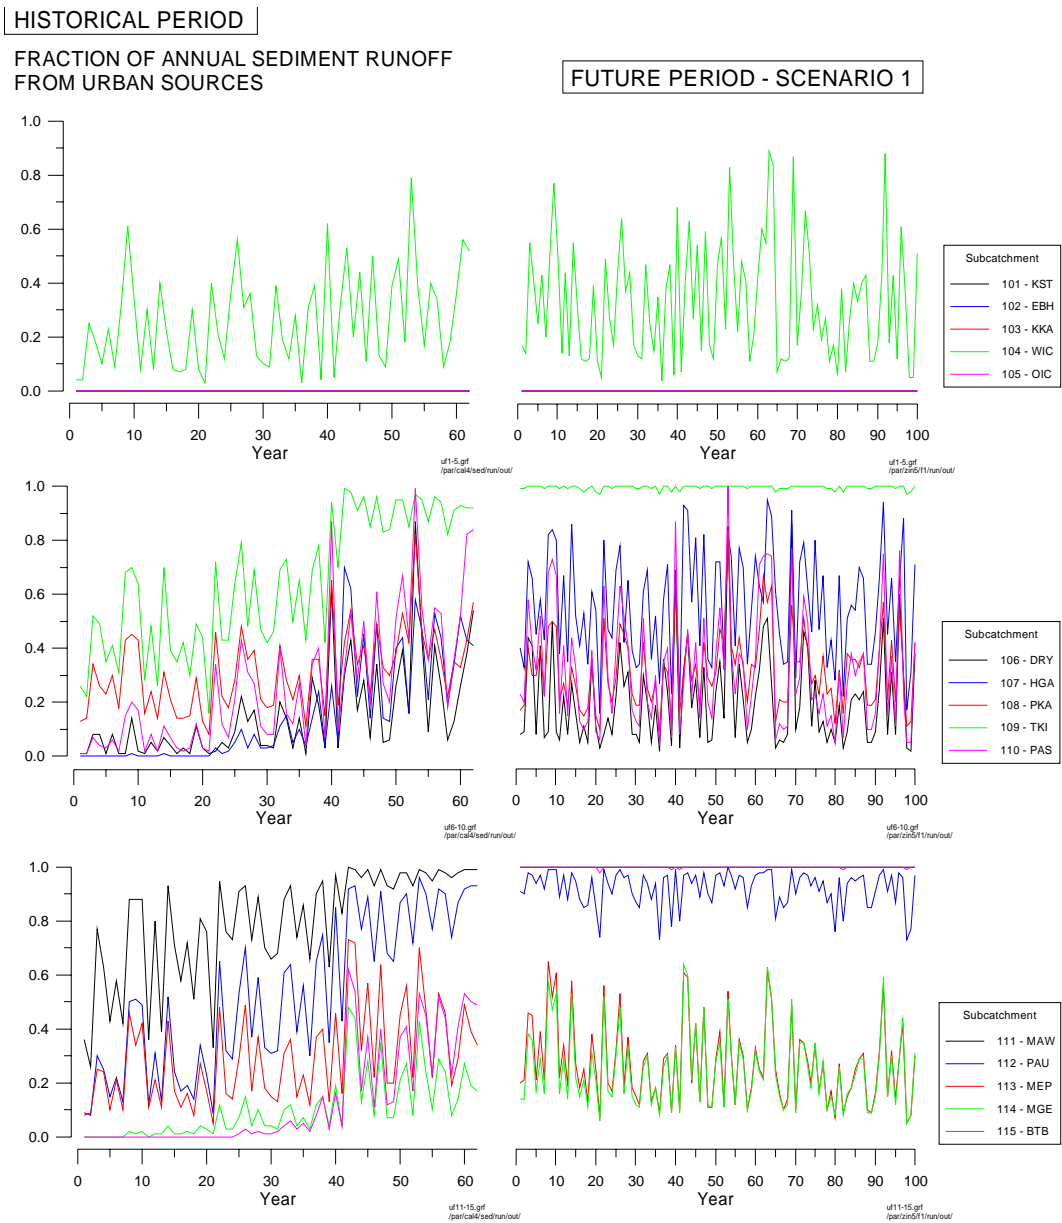 HISTORICAL PERIOD
FRACTION OF ANNUAL SEDIMENT RUNOFF
FROM URBAN SOURCES
FUTURE PERIOD - SCENARIO 1
1.0
0.8
0.6
0.4
0.2
0.0
0 10 20 30 40 50 60
Year
uf1-5.grf
/par/cal4/sed/run/out/
0 10 20 30 40 50 60 70 80 90 100
Year
uf1-5.grf
/par/zin5/f1/run/out/
Subcatchment
101 - KST
102 - EBH
103 - KKA
104 - WIC
105 - OIC
1.0
0.8
0.6
0.4
0.2
0.0
0 10 20 30 40 50 60
Year
uf6-10.grf
/par/cal4/sed/run/out/
0 10 20 30 40 50 60 70 80 90 100
Year
uf6-10.grf
/par/zin5/f1/run/out/
Subcatchment
106 - DRY
107 - HGA
108 - PKA
109 - TKI
110 - PAS
1.0
0.8
0.6
0.4
0.2
0.0
0 10 20 30 40 50 60
Year
uf11-15.grf
/par/cal4/sed/run/out/
0 10 20 30 40 50 60 70 80 90 100
Year
uf11-15.grf
/par/zin5/f1/run/out/
Subcatchment
111 - MAW
112 - PAU
113 - MEP
114 - MGE
115 - BTB